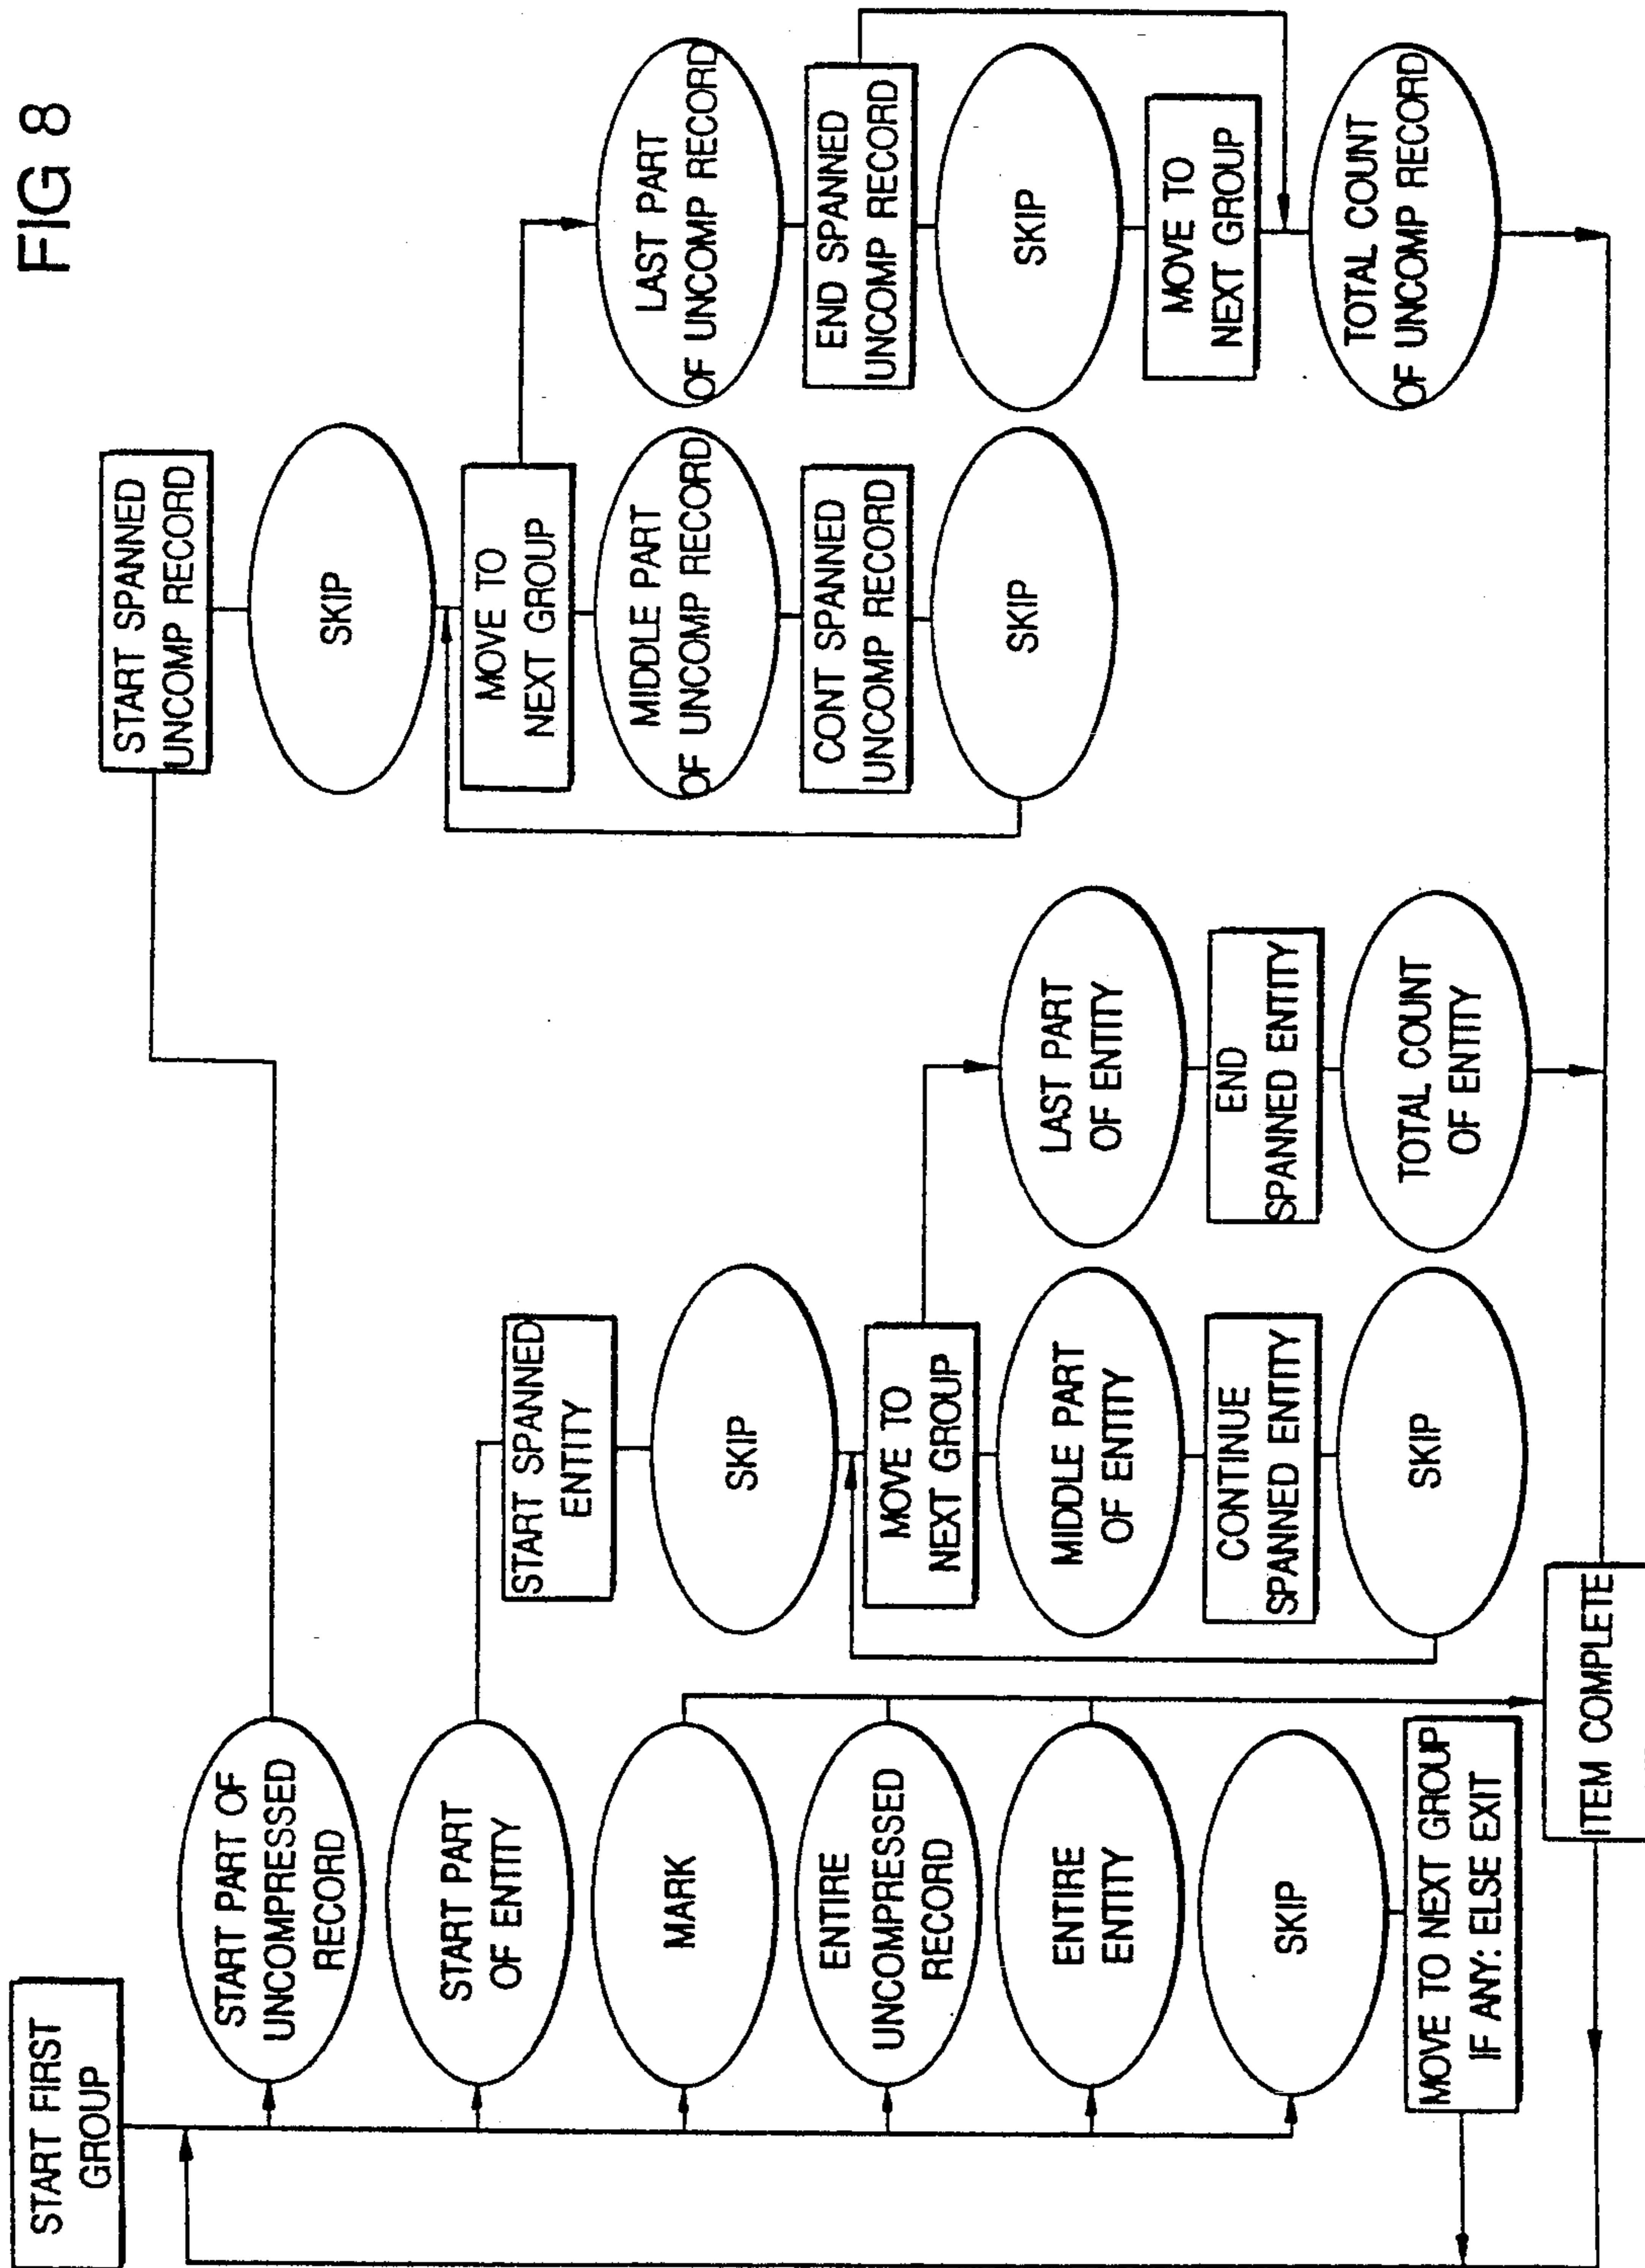 FIG 8
START FIRST
GROUP
START PART OF
UNCOMPRESSED
RECORD
START PART
OF ENTITY
MARK
ENTIRE
UNCOMPRESSED
RECORD
ENTIRE
ENTITY
SKIP
MOVE TO NEXT GROUP
IF ANY: ELSE EXIT
ITEM COMPLETE
START SPANNED
ENTITY
SKIP
MOVE TO
NEXT GROUP
MIDDLE PART
OF ENTITY
CONTINUE
SPANNED ENTITY
SKIP
LAST PART
OF ENTITY
END
SPANNED ENTITY
TOTAL COUNT
OF ENTITY
START SPANNED
UNCOMP RECORD
SKIP
MOVE TO
NEXT GROUP
MIDDLE PART
OF UNCOMP RECORD
CONT SPANNED
UNCOMP RECORD
SKIP
LAST PART
OF UNCOMP RECORD
END SPANNED
UNCOMP RECORD
SKIP
MOVE TO
NEXT GROUP
TOTAL COUNT
OF UNCOMP RECORD